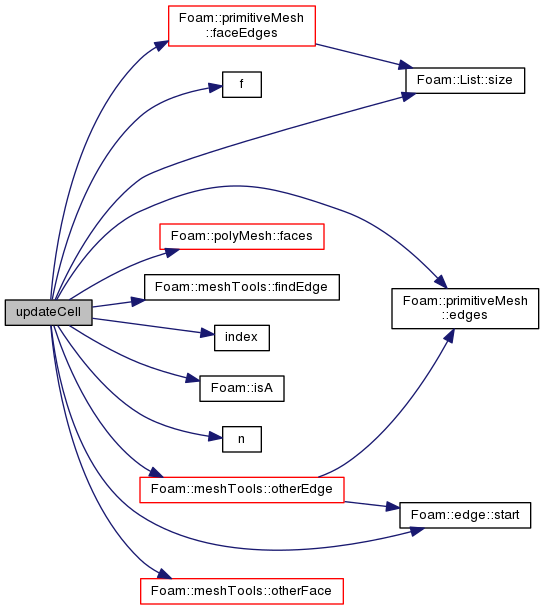 Foam::primitiveMesh
::faceEdges
f
Foam::List::size
Foam::polyMesh::faces
Foam::meshTools::findEdge
Foam::primitiveMesh
::edges
updateCell
index
Foam::isA
n
Foam::meshTools::otherEdge
Foam::edge::start
Foam::meshTools::otherFace